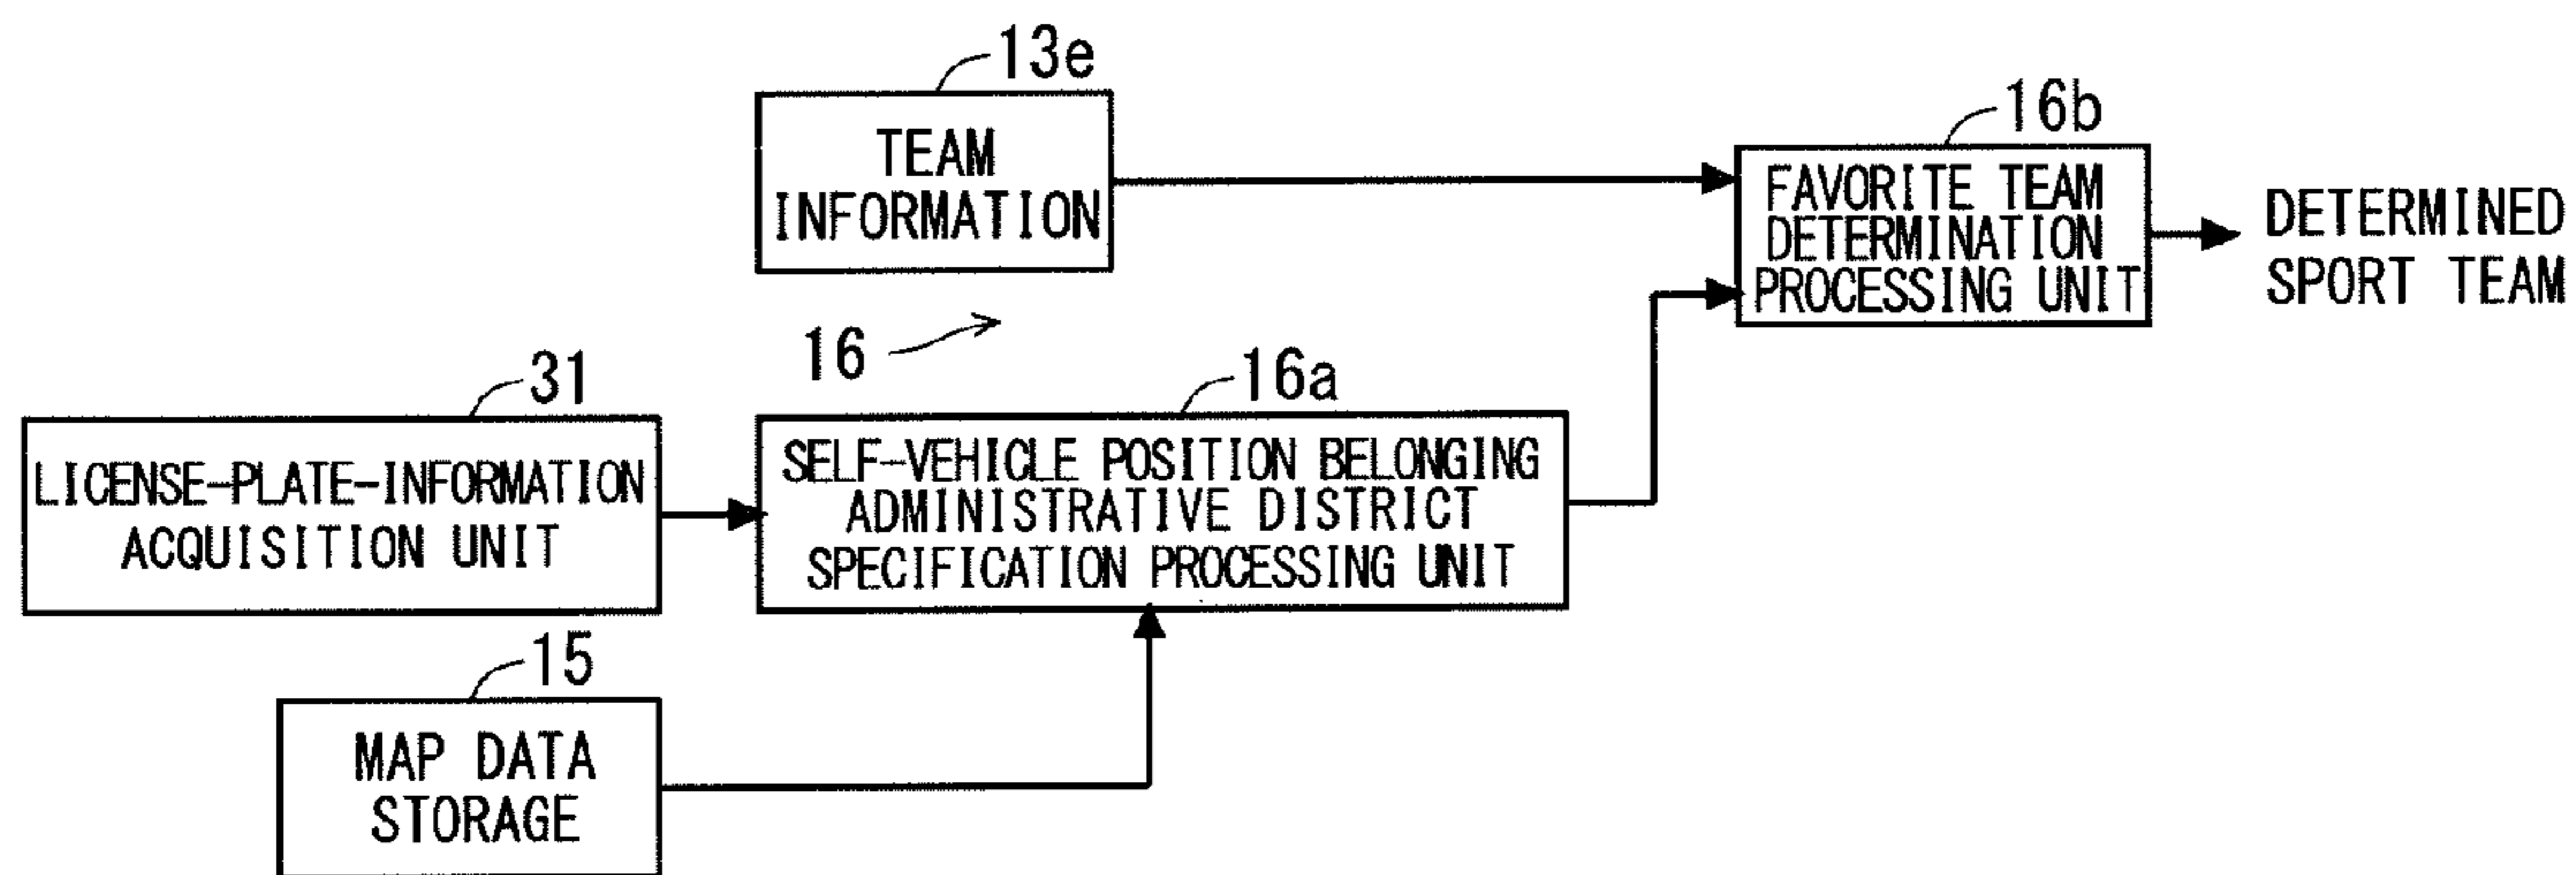 13e
TEAM
INFORMATION
16b
FAVORITE TEAM
DETERMINATION
PROCESSING UNIT
DETERMINED
SPORT TEAM
16
31
LICENSE-PLATE-INFORMATION
ACQUISITION UNIT
16a
SELF-VEHICLE POSITION BELONGING
ADMINISTRATIVE DISTRICT
SPECIFICATION PROCESSING UNIT
15
MAP DATA
STORAGE